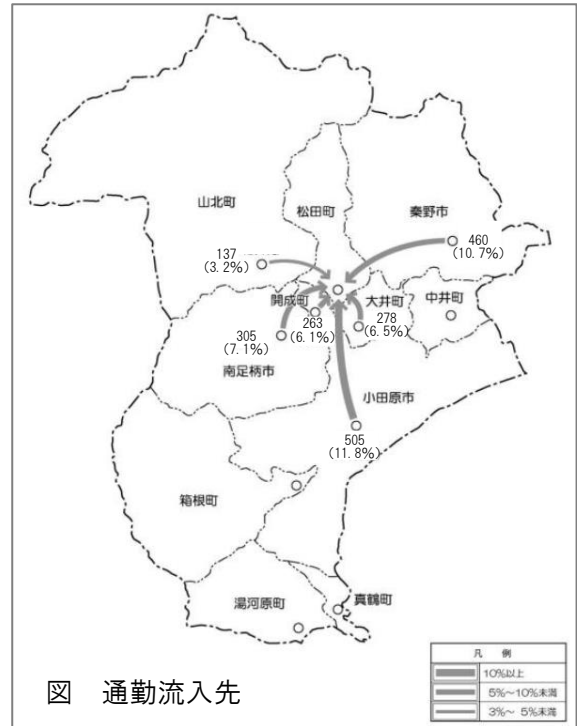 山北町
松田町
秦野市
137
(3.2%)
460
(10.7%)
開成町
大井町
中井町
263
(6.1%)
278
(6.5%)
305
(7.1%)
南足柄市
小田原市
505
(11.8%)
箱根町
湯河原町
真鶴町
凡 例
10%以上
5%～10%未満
3%～ 5%未満
図 通勤流入先